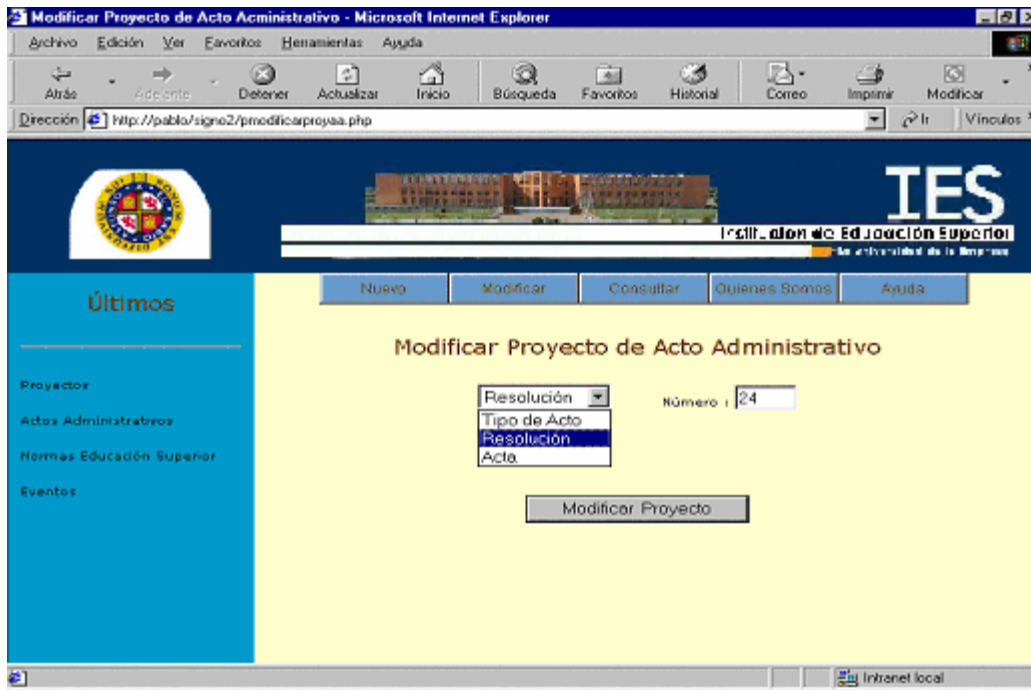 Modificar Proyecto de Acto Acministrativo - Microsoft Internet Explorer
Archivo Edición Ver Favoritos Herramientas Ayuda
Atrás Adelante Detener Actualizar Inicio Búsqueda Favoritos Historial Correo Imprimir Modificar
Dirección http://pablo/signo2/pmodificarproyaa.php Ir Vínculos
IES
Institución de Educación Superior
Nuevo Modificar Consultar Quienes Somos Ayuda
Últimos
Modificar Proyecto de Acto Administrativo
Proyectos
Resolución Número : 24
Tipo de Acto
Actos Administrativos
Resolución
Acta
Normas Educación Superior
Eventos
Modificar Proyecto
Intranet local